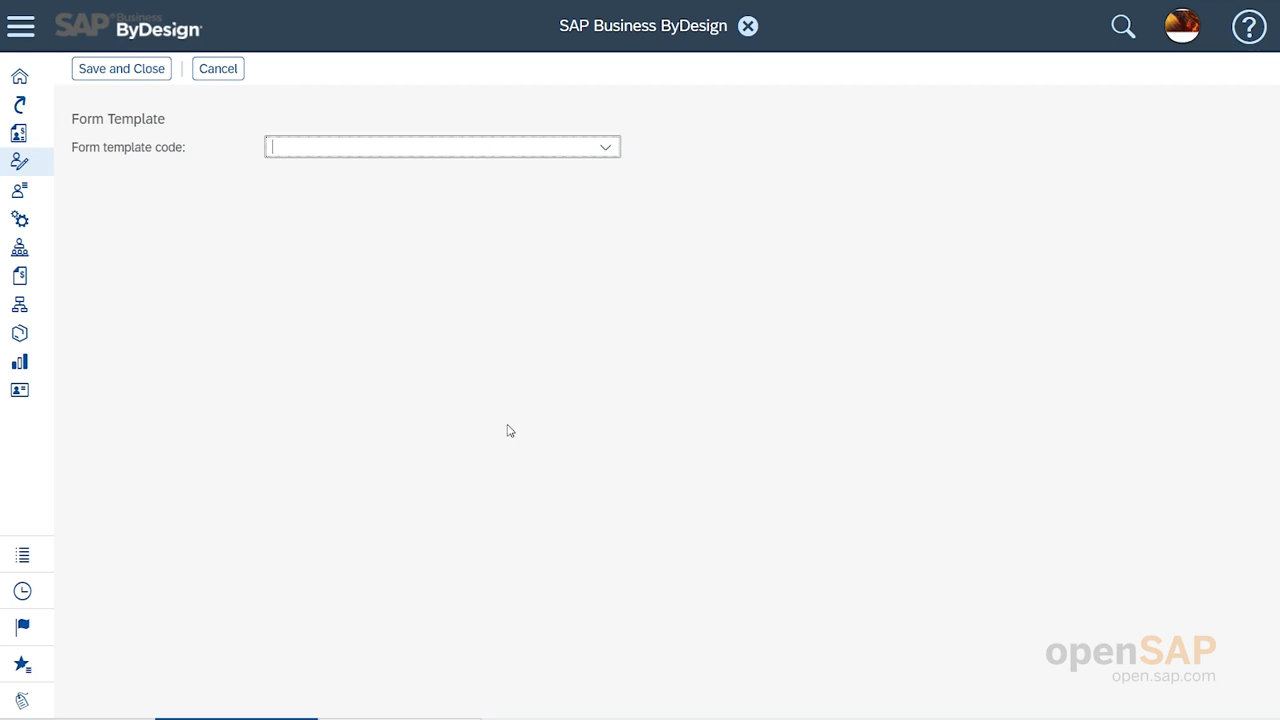 SAP Business ByDesign
SAP Business ByDesign
Save and Close
Cancel
Form Template
Form template code:
openSAP
open.sap.com